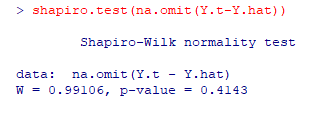 > shapiro.test(na.omit(Y.t-Y.hat))
Shapiro-Wilk normality test
data:  na.omit(Y.t - Y.hat)
W = 0.99106, p-value = 0.4143